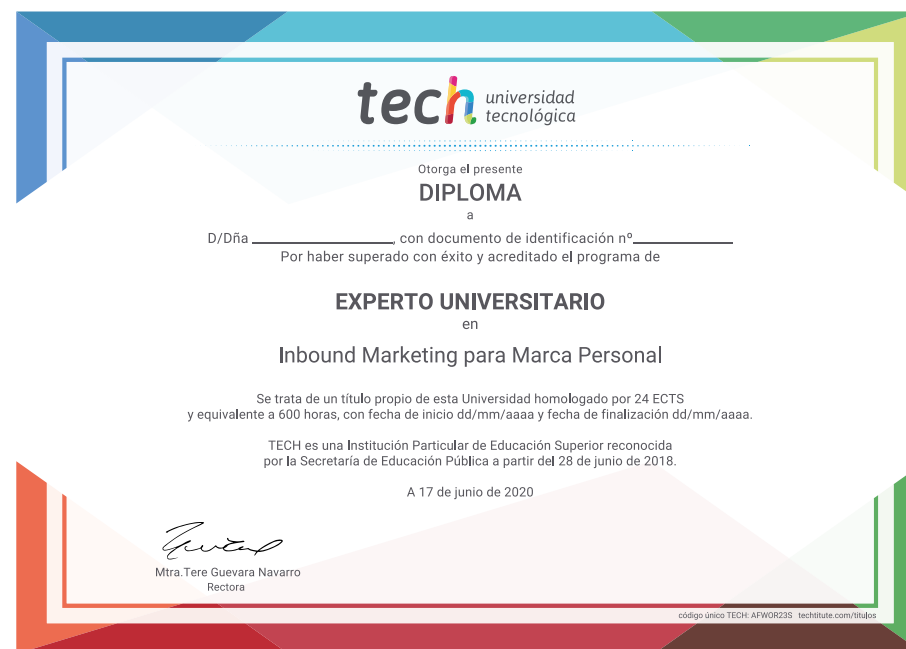 tech universidad
tecnológica
Otorga el presente
DIPLOMA
a
D/Dña ____________________, con documento de identificación nº______________
Por haber superado con éxito y acreditado el programa de
EXPERTO UNIVERSITARIO
en
Inbound Marketing para Marca Personal
Se trata de un título propio de esta Universidad homologado por 24 ECTS
y equivalente a 600 horas, con fecha de inicio dd/mm/aaaa y fecha de finalización dd/mm/aaaa.
TECH es una Institución Particular de Educación Superior reconocida
por la Secretaría de Educación Pública a partir del 28 de junio de 2018.
A 17 de junio de 2020
Mtra.Tere Guevara Navarro
Rectora
código único TECH: AFWOR23S techtitute.com/titulos